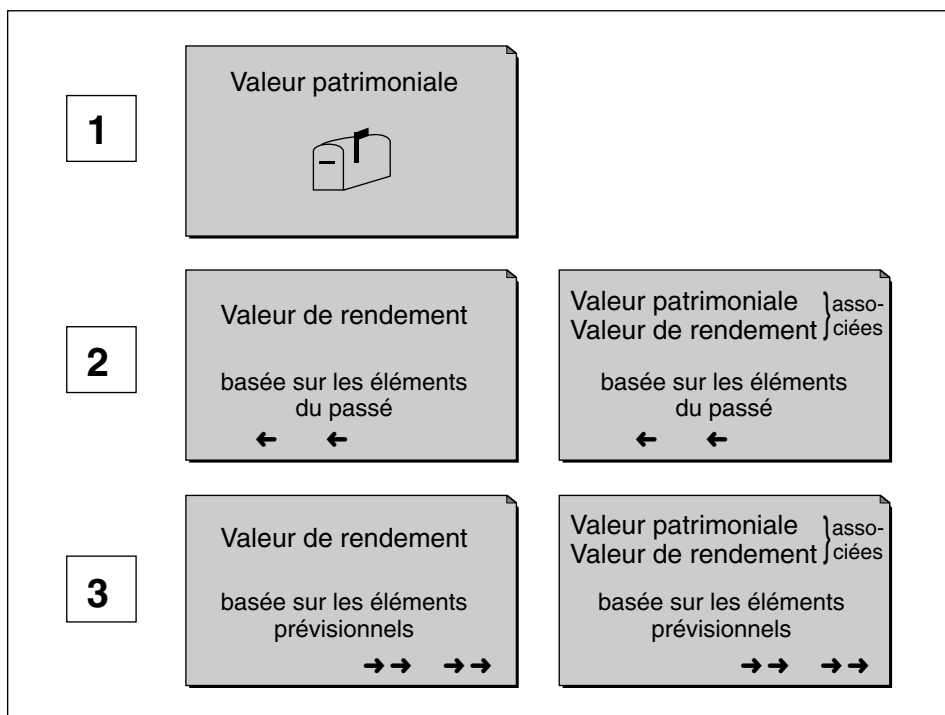 1
Valeur patrimoniale
2
Valeur de rendement
basée sur les éléments
du passé
Valeur patrimoniale
Valeur de rendement
asso-
ciées
basée sur les éléments
du passé
3
Valeur de rendement
basée sur les éléments
prévisionnels
Valeur patrimoniale
Valeur de rendement
asso-
ciées
basée sur les éléments
prévisionnels